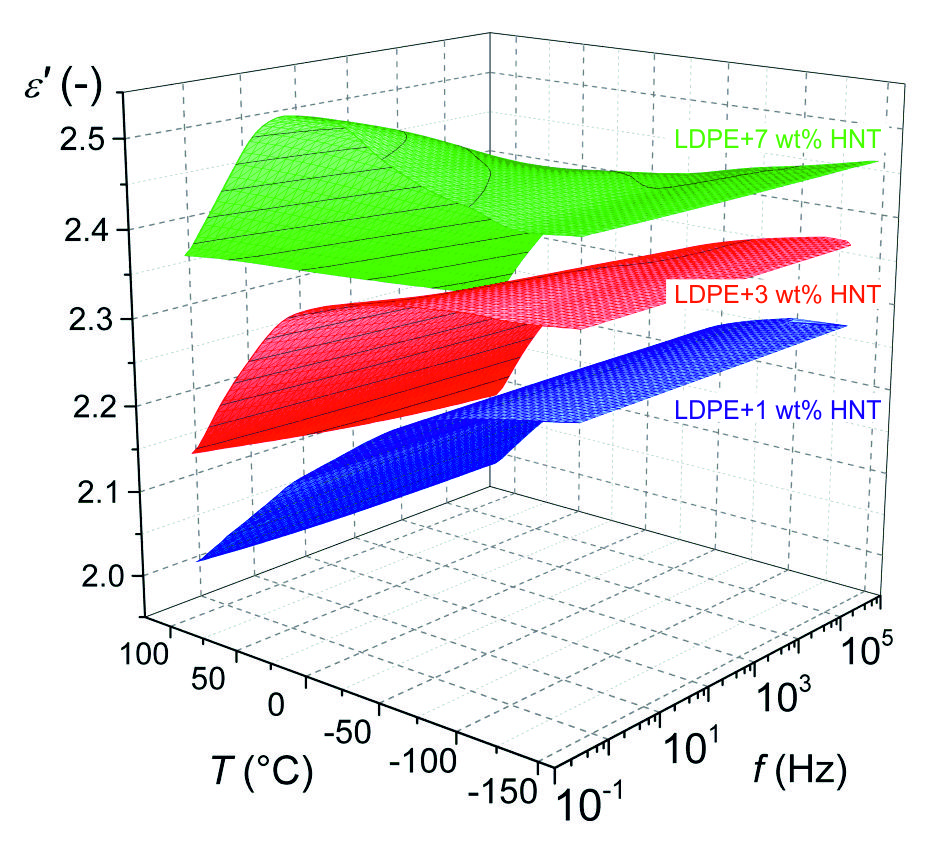 ε' (-)
2.5
2.4
2.3
2.2
2.1
2.0
LDPE+7 wt% HNT
LDPE+3 wt% HNT
LDPE+1 wt% HNT
100
50
0
-50
-100
-150
T (°C)
10⁻¹
10¹
10³
10⁵
f (Hz)